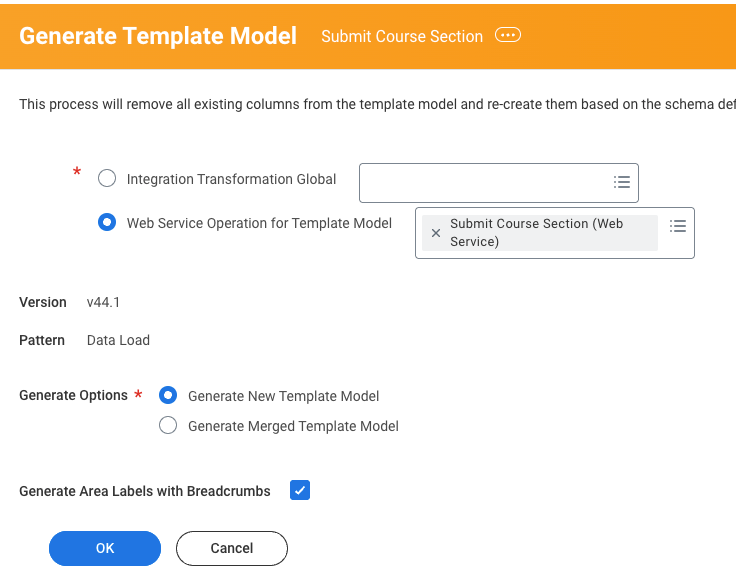 Generate Template Model Submit Course Section
This process will remove all existing columns from the template model and re-create them based on the schema def
* Integration Transformation Global
Web Service Operation for Template Model
× Submit Course Section (Web
Service)
Version v44.1
Pattern Data Load
Generate Options * Generate New Template Model
Generate Merged Template Model
Generate Area Labels with Breadcrumbs
OK Cancel